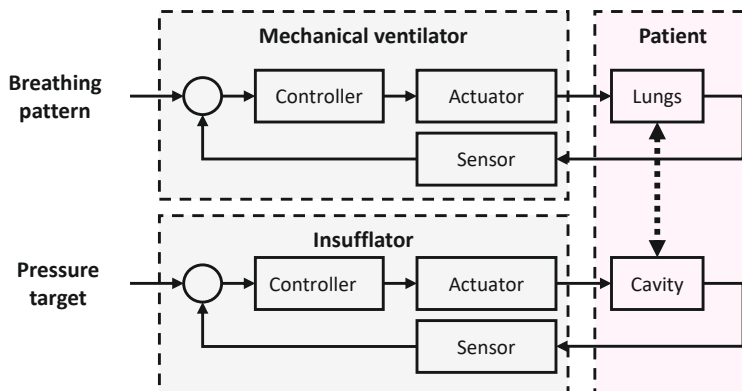 Mechanical ventilator
Patient
Breathing
pattern
Controller
Actuator
Lungs
Sensor
Insufflator
Pressure
target
Controller
Actuator
Cavity
Sensor